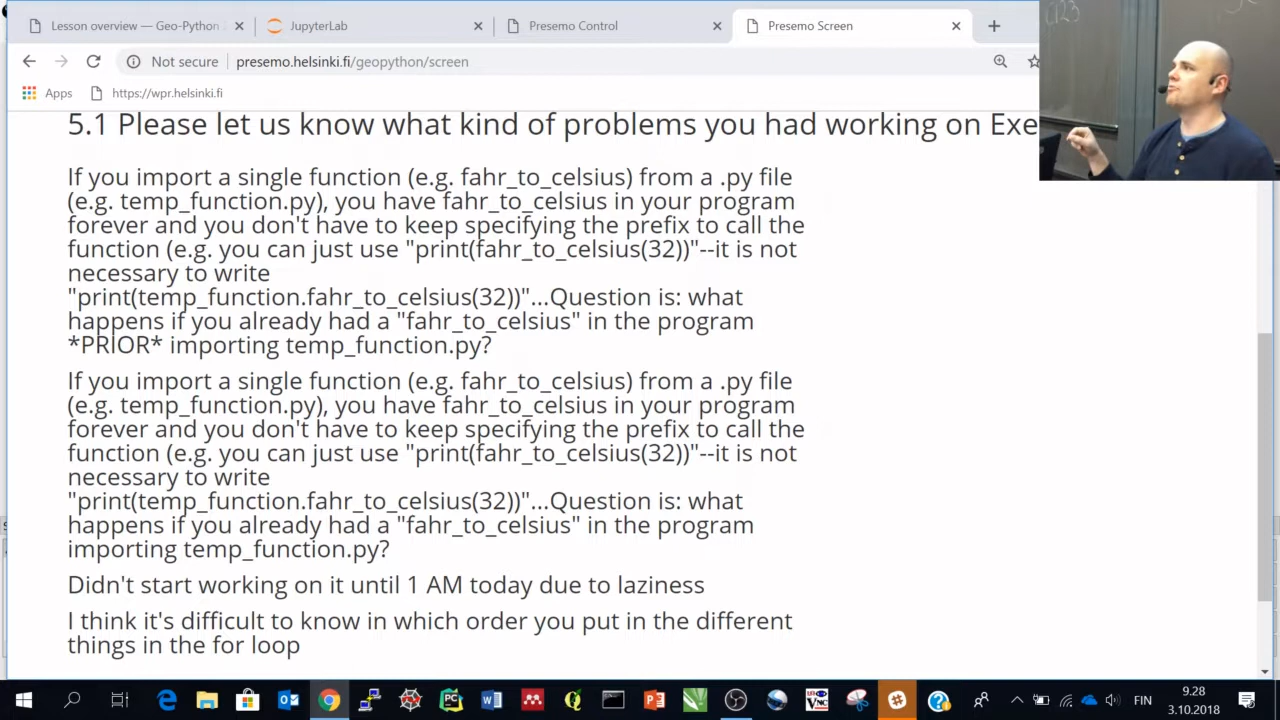 Lesson overview — Geo-Python
JupyterLab
Presemo Control
Presemo Screen
Not secure
presemo.helsinki.fi/geopython/screen
Apps
https://wpr.helsinki.fi
5.1 Please let us know what kind of problems you had working on Exe
If you import a single function (e.g. fahr_to_celsius) from a .py file
(e.g. temp_function.py), you have fahr_to_celsius in your program
forever and you don't have to keep specifying the prefix to call the
function (e.g. you can just use "print(fahr_to_celsius(32))"--it is not
necessary to write
"print(temp_function.fahr_to_celsius(32))"...Question is: what
happens if you already had a "fahr_to_celsius" in the program
*PRIOR* importing temp_function.py?
If you import a single function (e.g. fahr_to_celsius) from a .py file
(e.g. temp_function.py), you have fahr_to_celsius in your program
forever and you don't have to keep specifying the prefix to call the
function (e.g. you can just use "print(fahr_to_celsius(32))"--it is not
necessary to write
"print(temp_function.fahr_to_celsius(32))"...Question is: what
happens if you already had a "fahr_to_celsius" in the program
importing temp_function.py?
Didn't start working on it until 1 AM today due to laziness
I think it's difficult to know in which order you put in the different
things in the for loop
FIN
9.28
3.10.2018